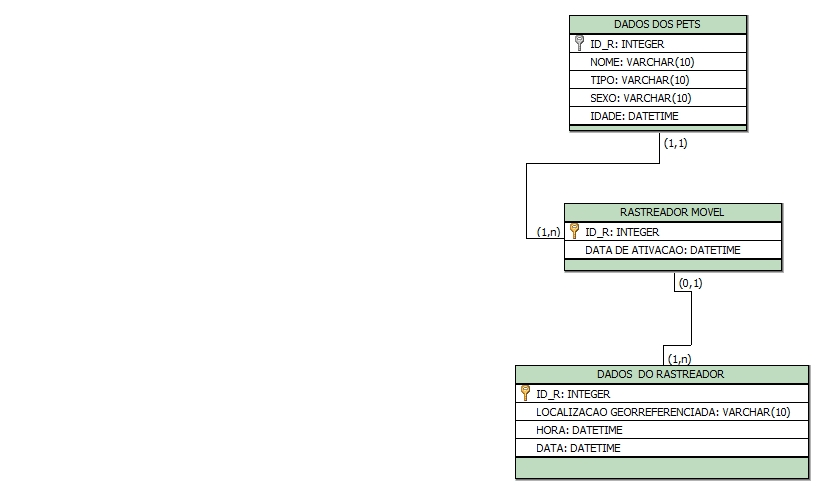 DADOS DOS PETS
ID_R: INTEGER
NOME: VARCHAR(10)
TIPO: VARCHAR(10)
SEXO: VARCHAR(10)
IDADE: DATETIME
(1,1)
RASTREADOR MOVEL
(1,n)
ID_R: INTEGER
DATA DE ATIVACAO: DATETIME
(0,1)
(1,n)
DADOS DO RASTREADOR
ID_R: INTEGER
LOCALIZACAO GEORREFERENCIADA: VARCHAR(10)
HORA: DATETIME
DATA: DATETIME